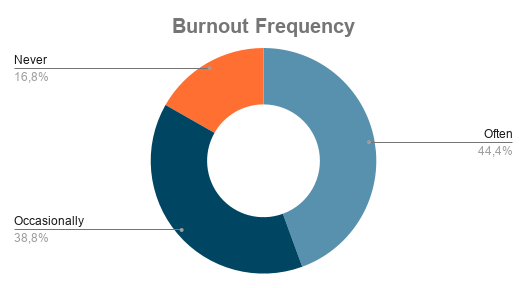 Burnout Frequency
Never
16,8%
Often
44,4%
Occasionally
38,8%